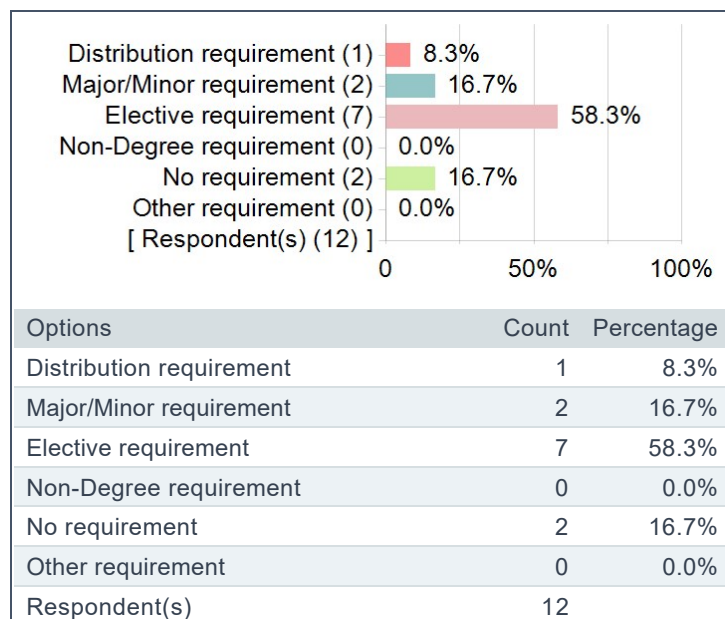 Distribution requirement (1) 8.3%
Major/Minor requirement (2) 16.7%
Elective requirement (7) 58.3%
Non-Degree requirement (0) 0.0%
No requirement (2) 16.7%
Other requirement (0) 0.0%
[ Respondent(s) (12) ]
0 50% 100%
Options Count Percentage
Distribution requirement 1 8.3%
Major/Minor requirement 2 16.7%
Elective requirement 7 58.3%
Non-Degree requirement 0 0.0%
No requirement 2 16.7%
Other requirement 0 0.0%
Respondent(s) 12